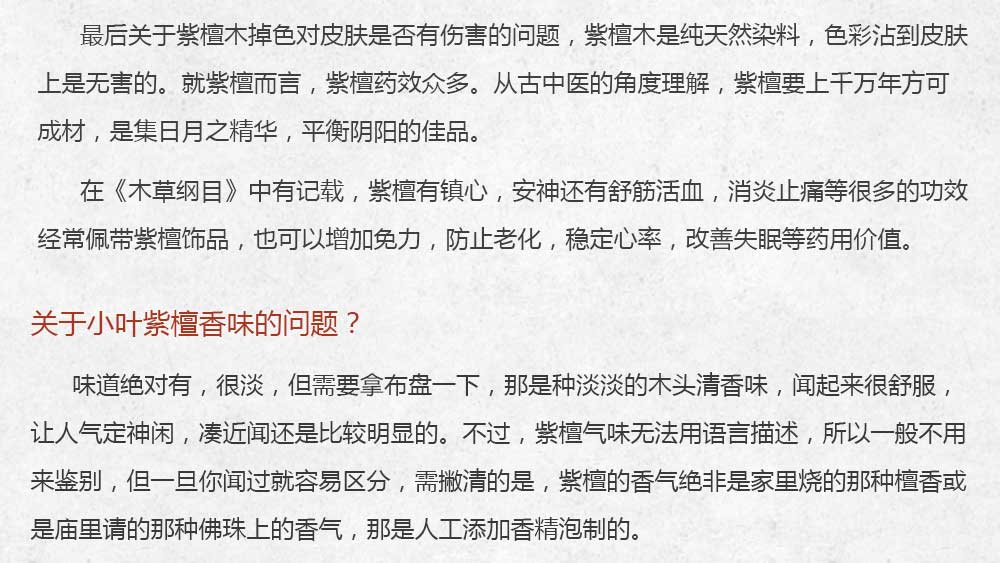 最后关于紫檀木掉色对皮肤是否有伤害的问题，紫檀木是纯天然染料，色彩沾到皮肤
上是无害的。就紫檀而言，紫檀药效众多。从古中医的角度理解，紫檀要上千万年方可
成材，是集日月之精华，平衡阴阳的佳品。
在《木草纲目》中有记载，紫檀有镇心，安神还有舒筋活血，消炎止痛等很多的功效
经常佩带紫檀饰品，也可以增加免力，防止老化，稳定心率，改善失眠等药用价值。
关于小叶紫檀香味的问题？
味道绝对有，很淡，但需要拿布盘一下，那是种淡淡的木头清香味，闻起来很舒服，
让人气定神闲，凑近闻还是比较明显的。不过，紫檀气味无法用语言描述，所以一般不用
来鉴别，但一旦你闻过就容易区分，需撇清的是，紫檀的香气绝非是家里烧的那种檀香或
是庙里请的那种佛珠上的香气，那是人工添加香精泡制的。